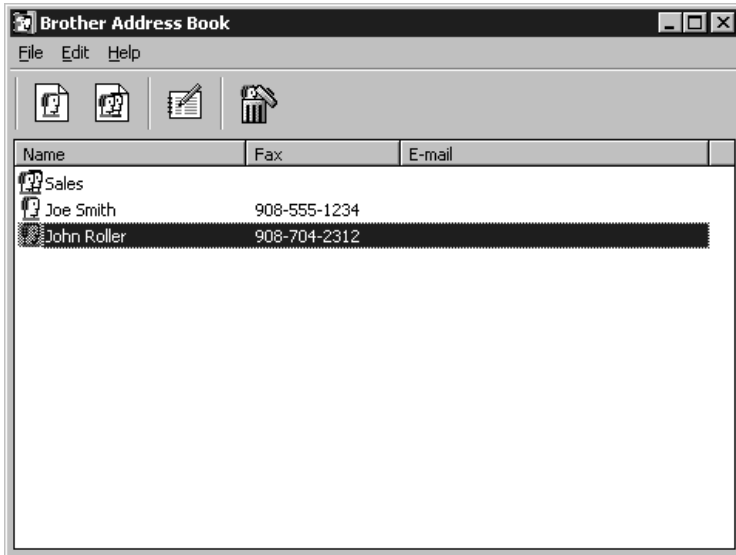 Brother Address Book
File Edit Help
Name Fax E-mail
Sales
Joe Smith 908-555-1234
John Roller 908-704-2312